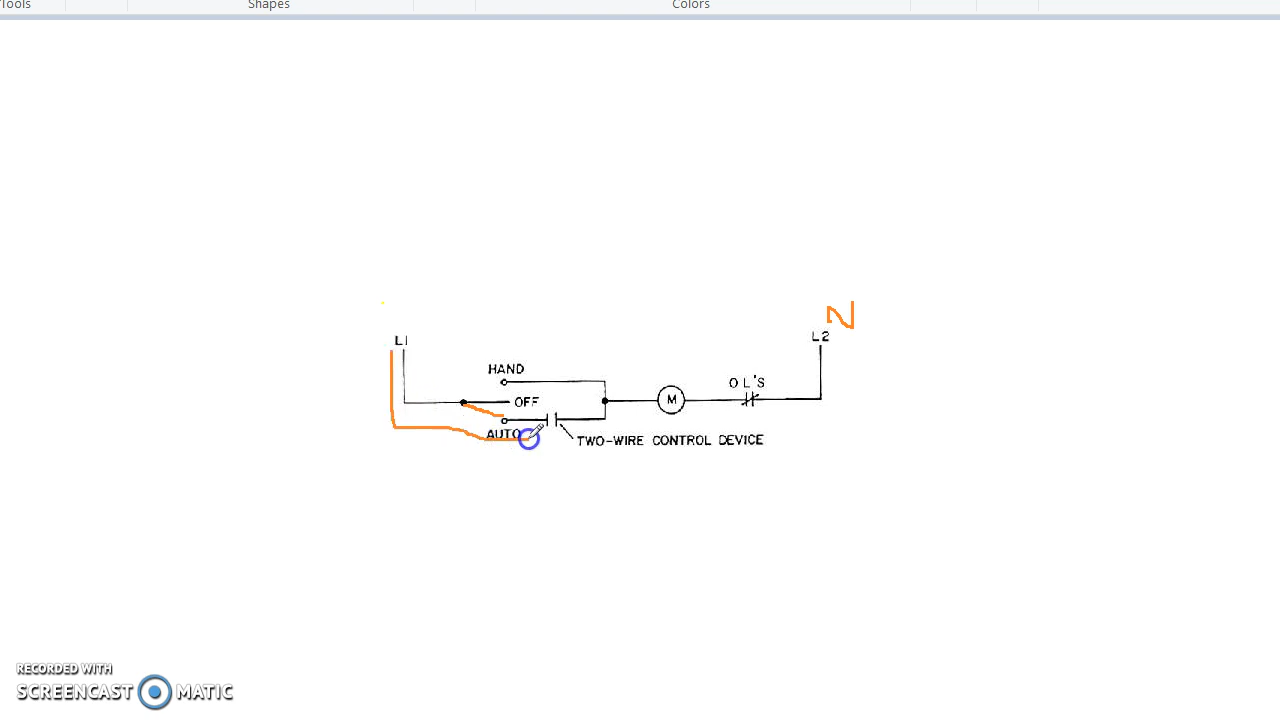 Tools Shapes Colors
N
L1 L2
HAND
O L'S
OFF
M
AUTO
TWO-WIRE CONTROL DEVICE
RECORDED WITH
SCREENCAST MATIC